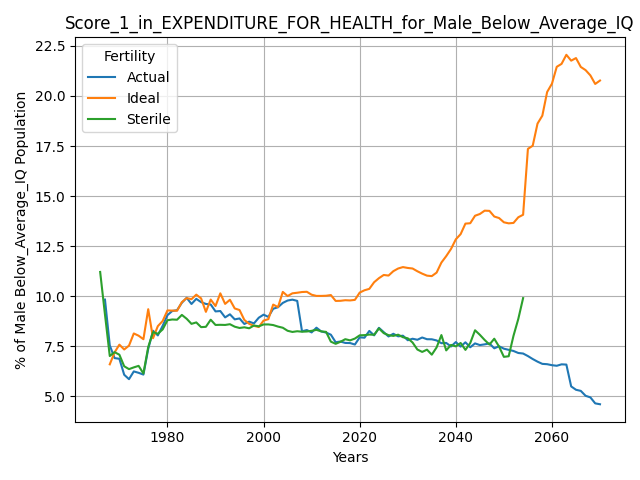 Score_1_in_EXPENDITURE_FOR_HEALTH_for_Male_Below_Average_IQ
Fertility
Actual
Ideal
Sterile
% of Male Below_Average_IQ Population
22.5
20.0
17.5
15.0
12.5
10.0
7.5
5.0
1980
2000
2020
2040
2060
Years